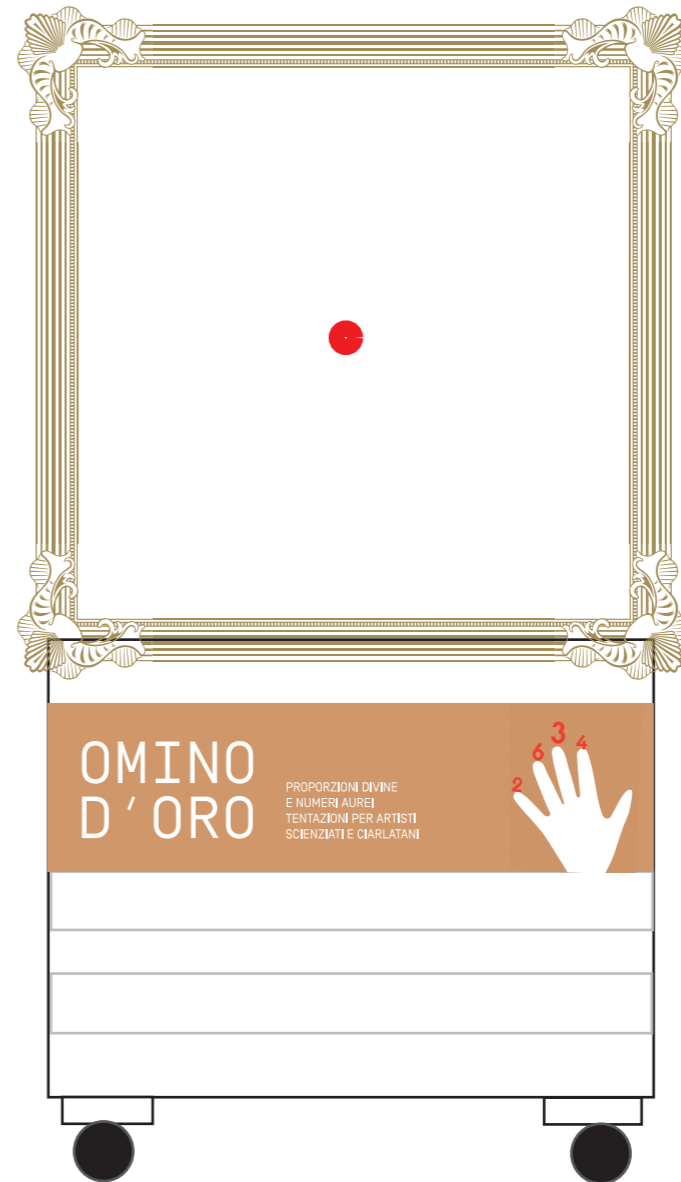 OMINO
D'ORO
PROPORZIONI DIVINE
E NUMERI AUREI
TENTAZIONI PER ARTISTI
SCIENZIATI E CIARLATANI
2
6
3
4